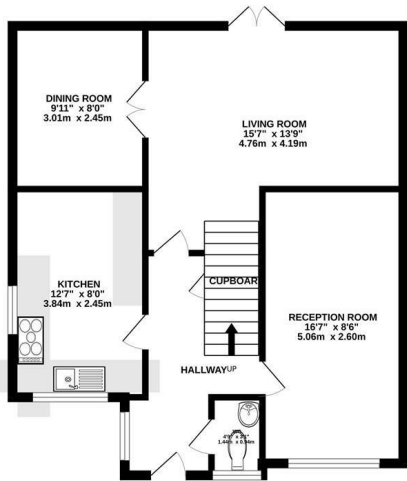 DINING ROOM
9'11" x 8'0"
3.01m x 2.45m
LIVING ROOM
15'7" x 13'9"
4.76m x 4.19m
KITCHEN
12'7" x 8'0"
3.84m x 2.45m
CUPBOAR
RECEPTION ROOM
16'7" x 8'6"
5.06m x 2.60m
HALLWAY
UP